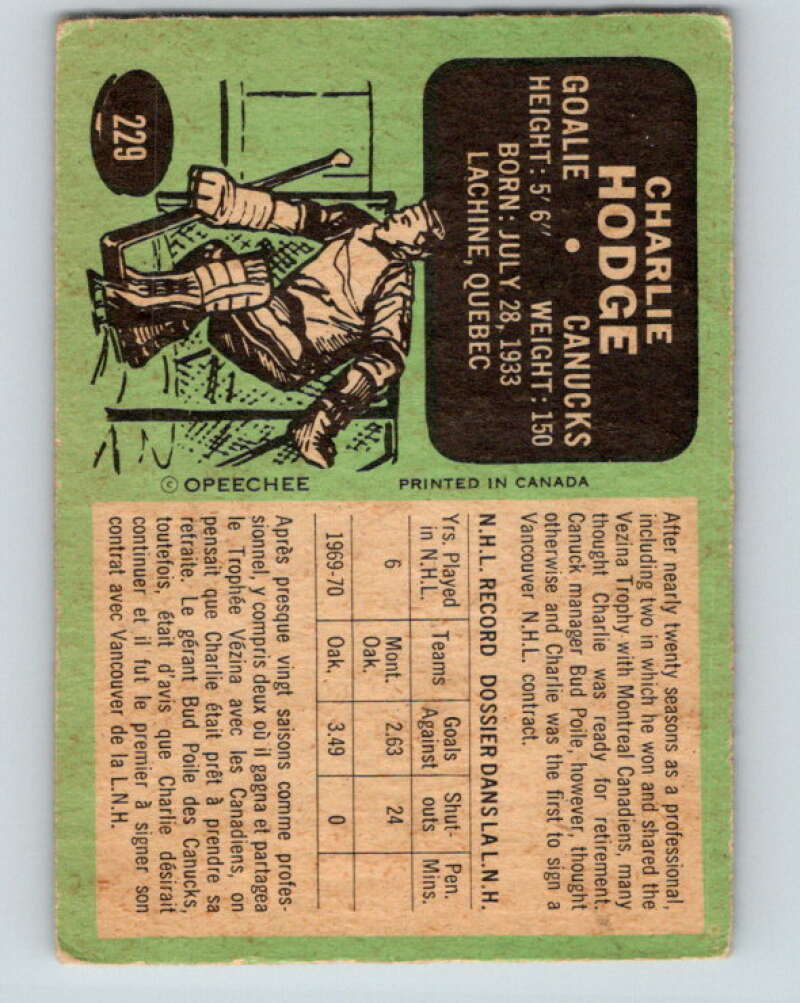 229
CHARLIE
HODGE
GOALIE • CANUCKS
HEIGHT: 5'6" WEIGHT: 150
BORN: JULY 28, 1933
LACHINE, QUEBEC
© OPEECHEE
PRINTED IN CANADA
After nearly twenty seasons as a professional,
including two in which he won and shared the
Vezina Trophy with Montreal Canadiens, many
thought Charlie was ready for retirement.
Canuck manager Bud Poile, however, thought
otherwise and Charlie was the first to sign a
Vancouver N.H.L. contract.
N.H.L. RECORD DOSSIER DANS LA L.N.H.
Yrs. Played Teams Goals Shut- Pen.
in N.H.L. Against outs Mins.
6 Mont. 2.63 24
Oak.
1969-70 Oak. 3.49 0
Après presque vingt saisons comme profes-
sionnel, y compris deux où il gagna et partagea
le Trophée Vézina avec les Canadiens, on
pensait que Charlie était prêt à prendre sa
retraite. Le gérant Bud Poile des Canucks,
toutefois, était d'avis que Charlie désirait
continuer et il fut le premier à signer son
contrat avec Vancouver de la L.N.H.